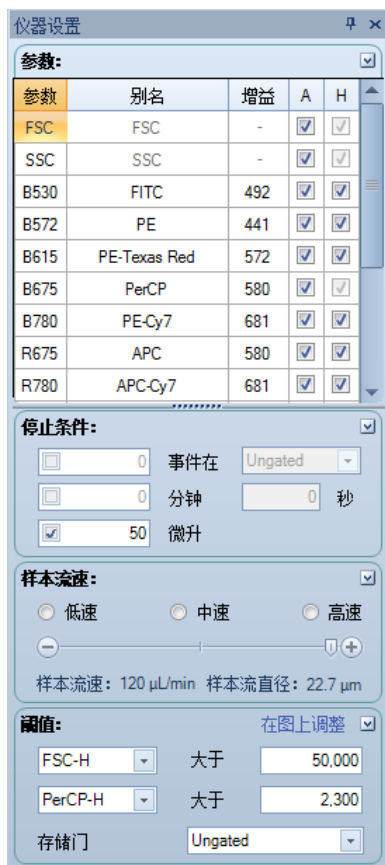 仪器设置
参数:
参数 别名 增益 A H
FSC FSC -
SSC SSC -
B530 FITC 492
B572 PE 441
B615 PE-Texas Red 572
B675 PerCP 580
B780 PE-Cy7 681
R675 APC 580
R780 APC-Cy7 681
停止条件:
0 事件在 Ungated
0 分钟 0 秒
50 微升
样本流速:
低速 中速 高速
样本流速: 120 µL/min 样本流直径: 22.7 µm
阈值: 在图上调整
FSC-H 大于 50,000
PerCP-H 大于 2,300
存储门 Ungated